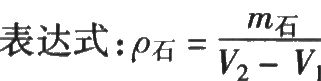 表达式:ρ石 = m石 / (V₂ − V₁